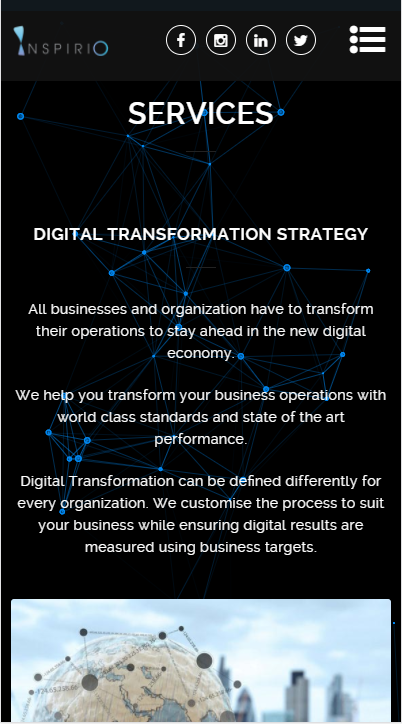 INSPIRIO
SERVICES
DIGITAL TRANSFORMATION STRATEGY
All businesses and organization have to transform
their operations to stay ahead in the new digital
economy.
We help you transform your business operations with
world class standards and state of the art
performance.
Digital Transformation can be defined differently for
every organization. We customise the process to suit
your business while ensuring digital results are
measured using business targets.